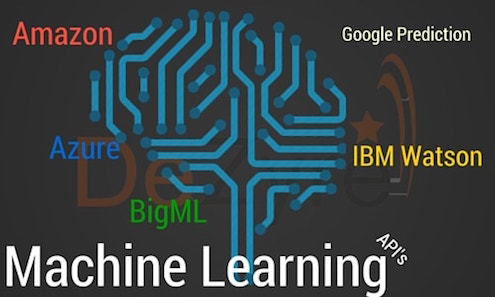 Amazon
Google Prediction
Azure
IBM Watson
BigML
Machine Learning
API's